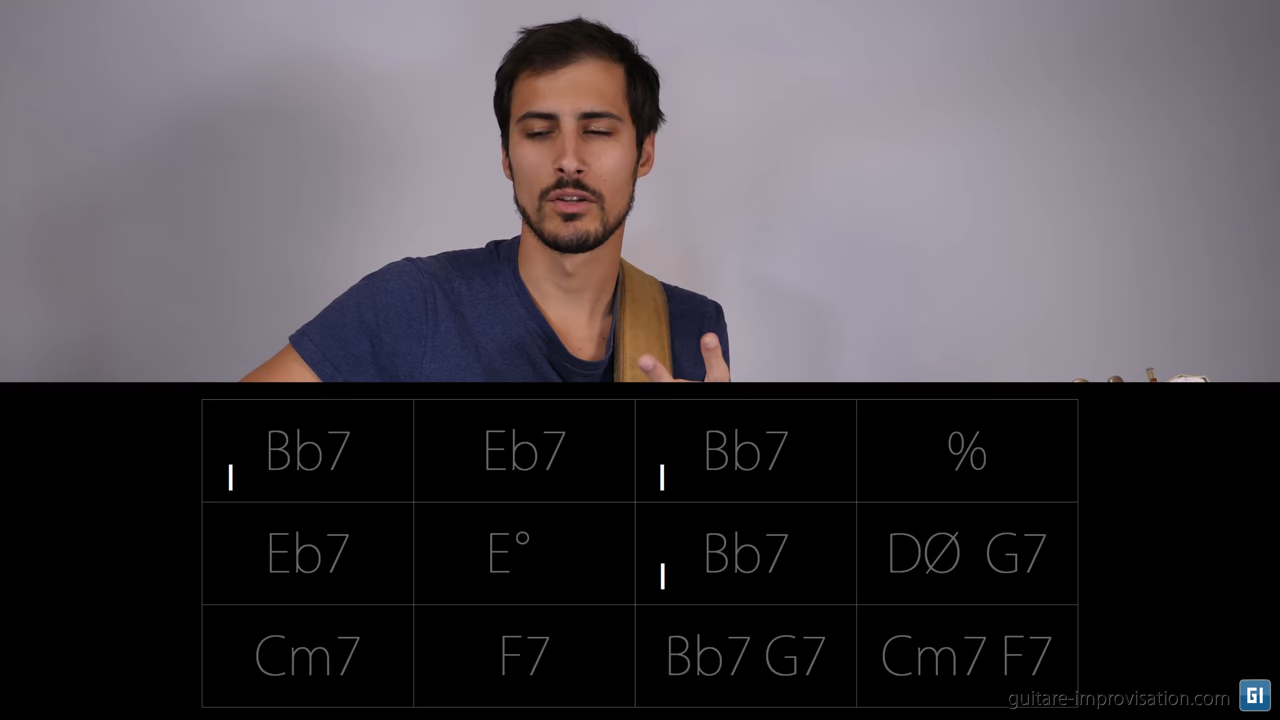 Bb7 Eb7 Bb7 %
I I
Eb7 E° Bb7 DØ G7
I
Cm7 F7 Bb7 G7 Cm7 F7
guitare-improvisation.com GI